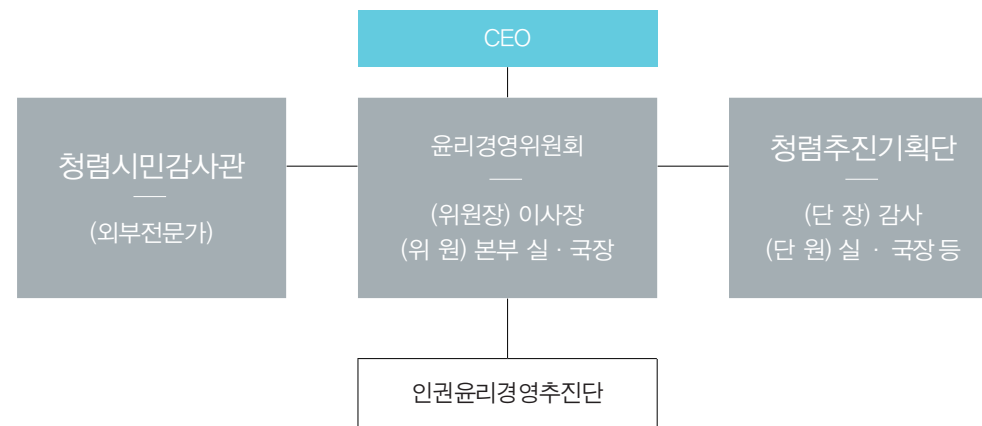 CEO
청렴시민감사관
(외부전문가)
윤리경영위원회
(위원장) 이사장
(위 원) 본부 실 · 국장
청렴추진기획단
(단 장) 감사
(단 원) 실 · 국장 등
인권윤리경영추진단